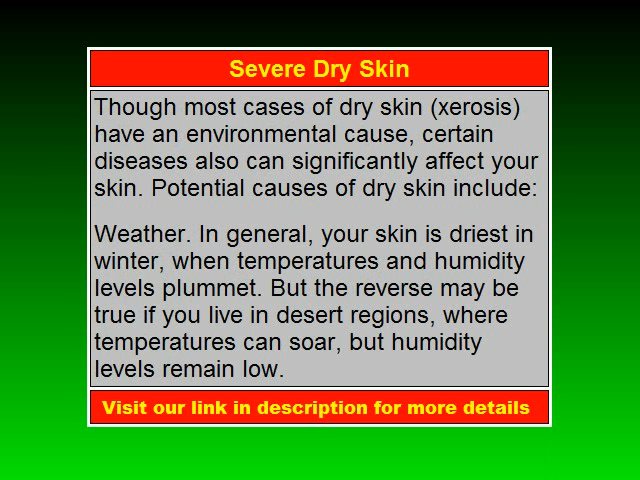 Severe Dry Skin
Though most cases of dry skin (xerosis)
have an environmental cause, certain
diseases also can significantly affect your
skin. Potential causes of dry skin include:
Weather. In general, your skin is driest in
winter, when temperatures and humidity
levels plummet. But the reverse may be
true if you live in desert regions, where
temperatures can soar, but humidity
levels remain low.
Visit our link in description for more details